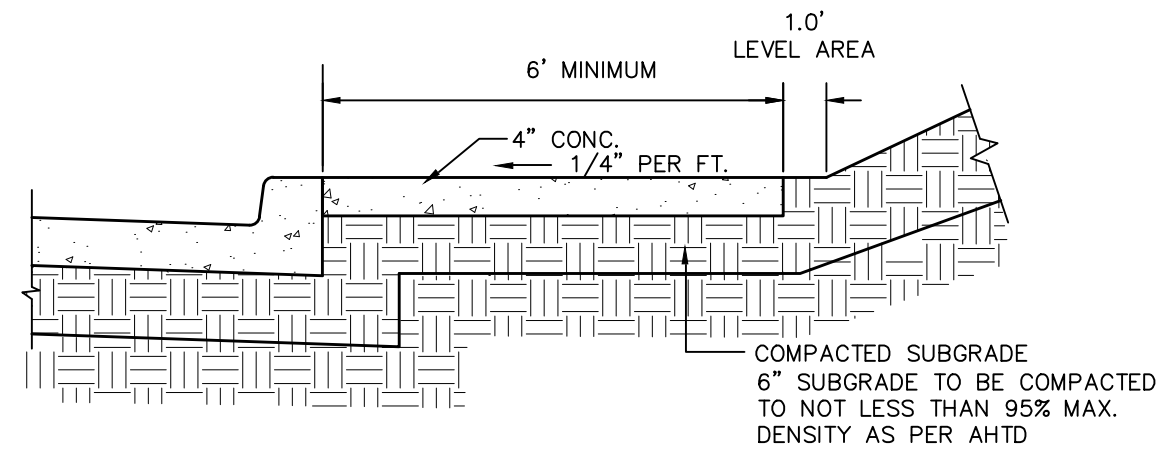 1.0'
LEVEL AREA
6' MINIMUM
4" CONC.
1/4" PER FT.
COMPACTED SUBGRADE
6" SUBGRADE TO BE COMPACTED
TO NOT LESS THAN 95% MAX.
DENSITY AS PER AHTD